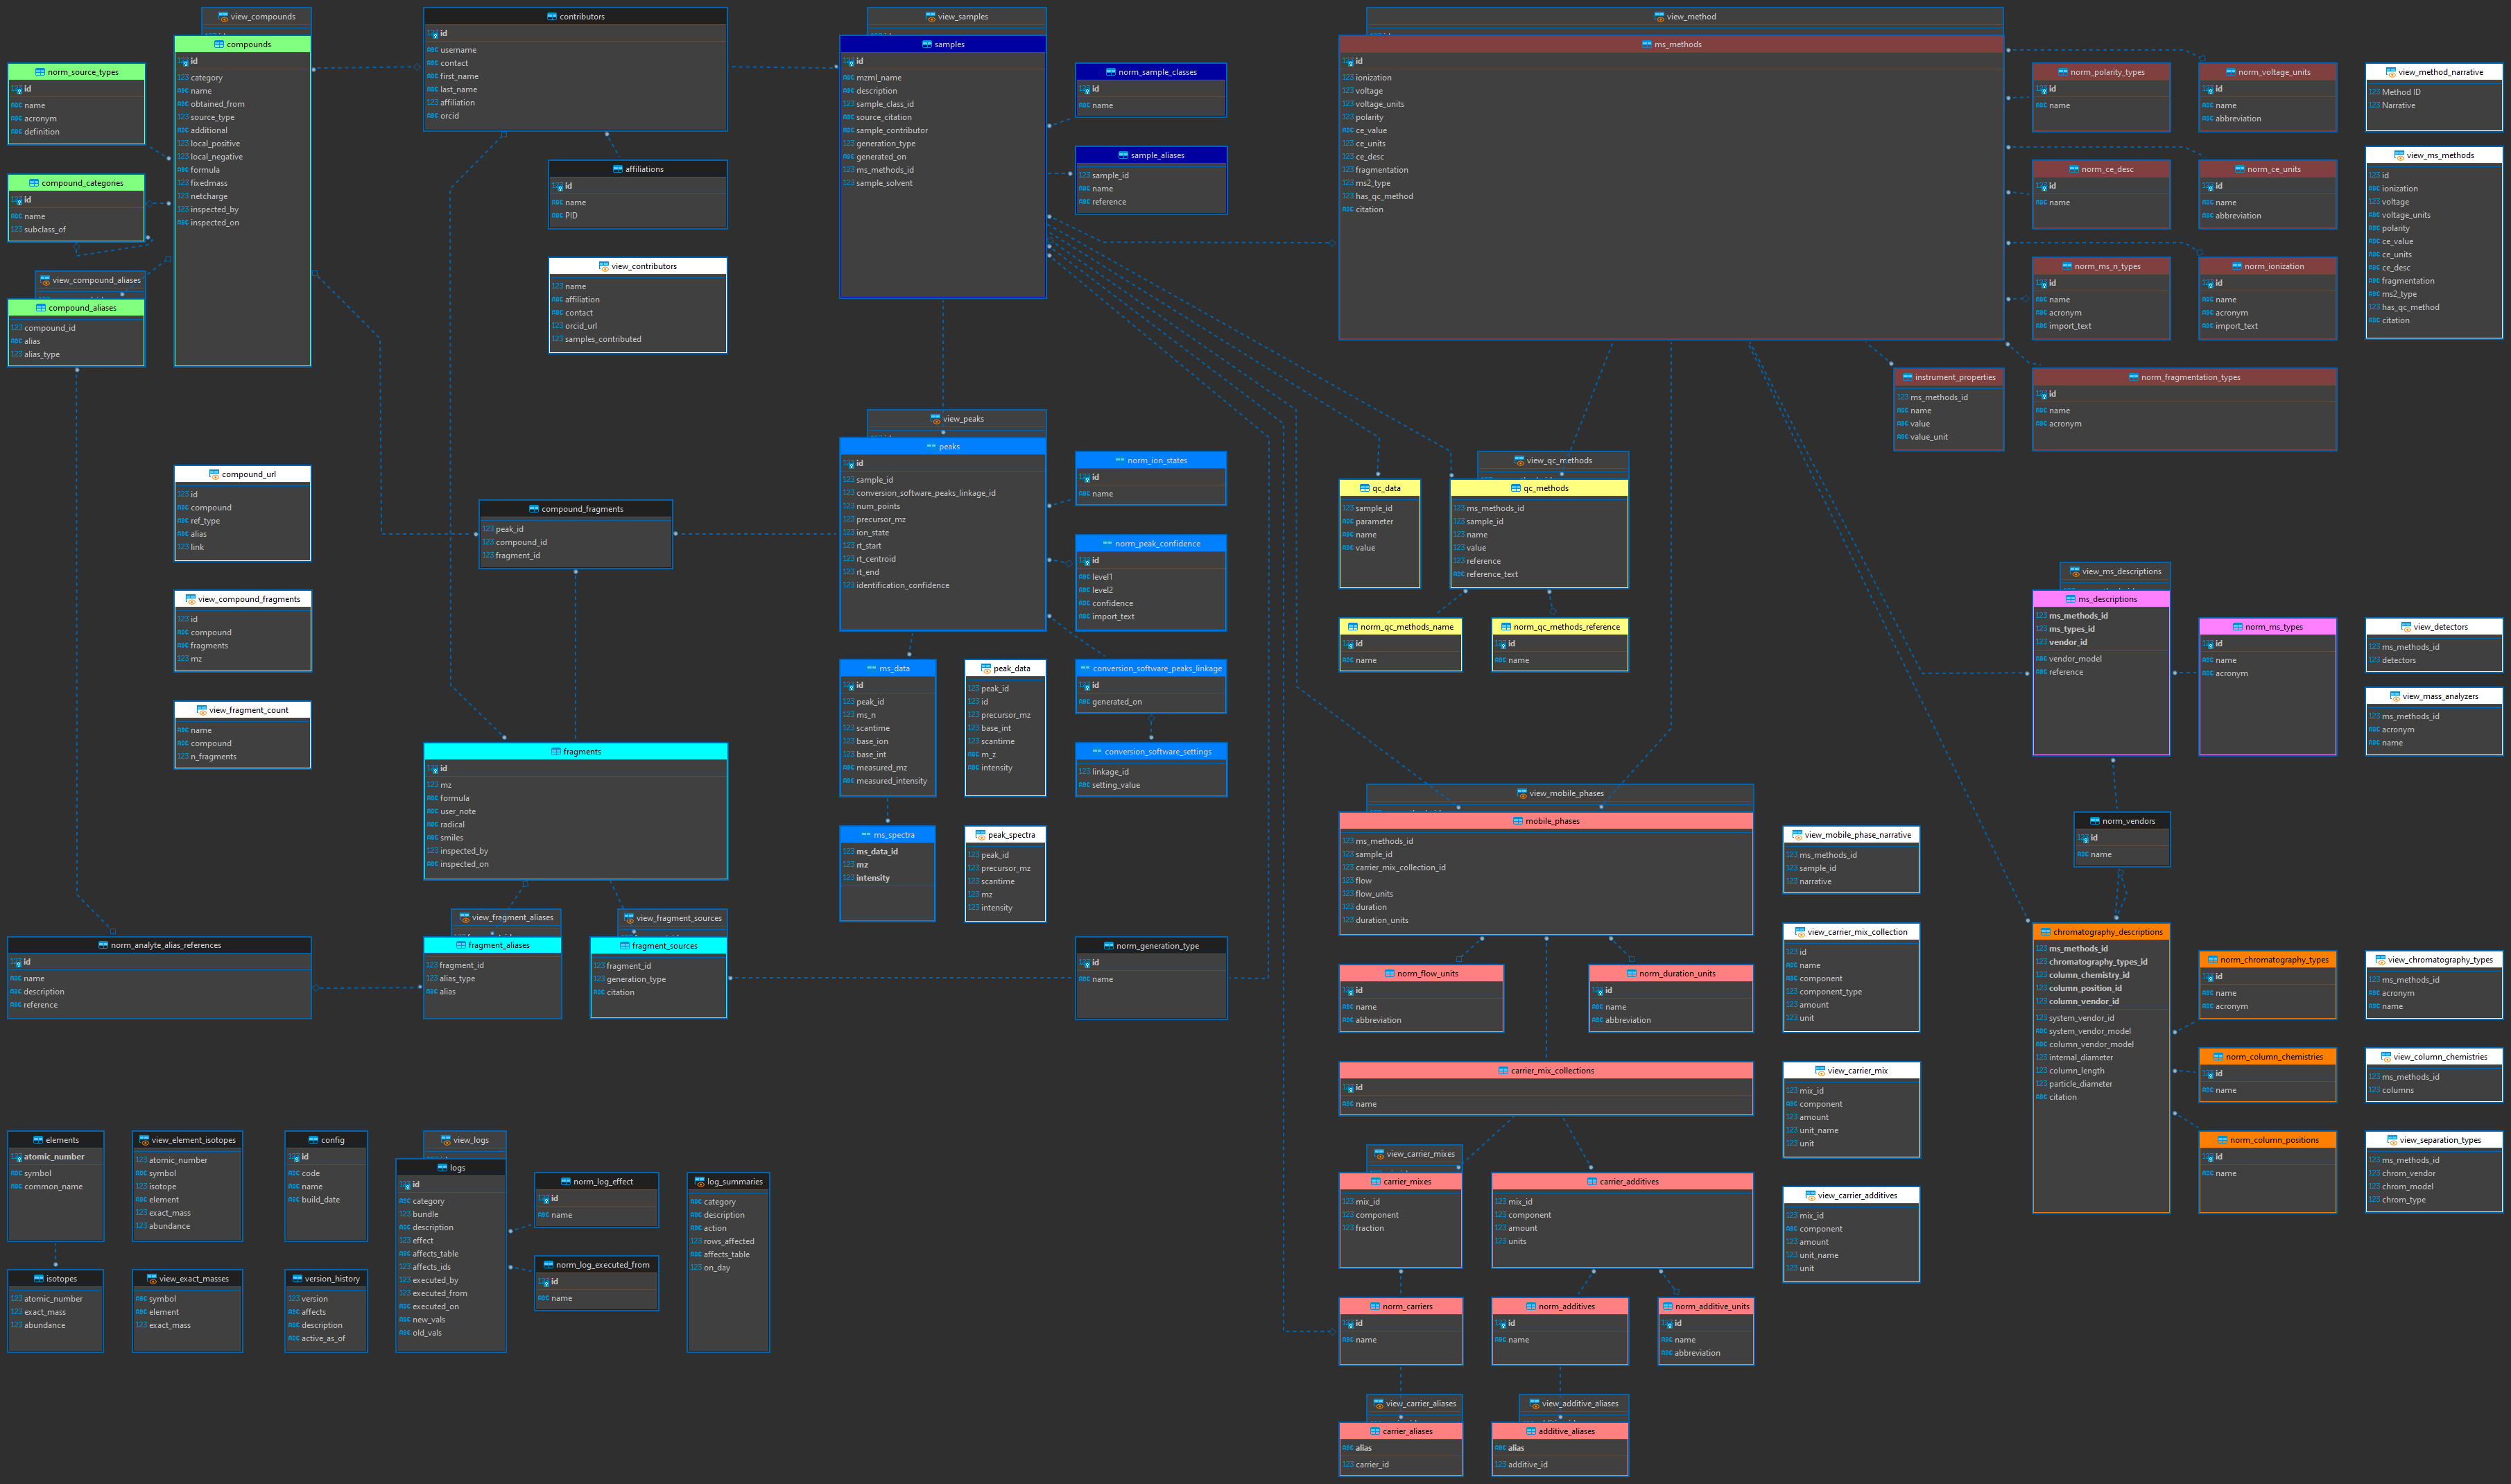 view_compounds
compounds
id
category
name
obtained_from
source_type
additional
local_positive
local_negative
formula
fixedmass
netcharge
inspected_by
inspected_on
norm_source_types
id
name
acronym
definition
compound_categories
id
name
subclass_of
view_compound_aliases
compound_aliases
compound_id
alias
alias_type
contributors
id
username
contact
first_name
last_name
affiliation
orcid
affiliations
id
name
PID
view_contributors
name
affiliation
contact
orcid_url
samples_contributed
view_samples
samples
id
mzml_name
description
sample_class_id
source_citation
sample_contributor
generation_type
generated_on
ms_methods_id
sample_solvent
norm_sample_classes
id
name
sample_aliases
sample_id
name
reference
view_method
ms_methods
id
ionization
voltage
voltage_units
polarity
ce_value
ce_units
ce_desc
fragmentation
ms2_type
has_qc_method
citation
norm_polarity_types
id
name
norm_voltage_units
id
name
abbreviation
norm_ce_desc
id
name
norm_ce_units
id
name
abbreviation
norm_ms_n_types
id
name
acronym
import_text
norm_ionization
id
name
acronym
import_text
instrument_properties
ms_methods_id
name
value
value_unit
norm_fragmentation_types
id
name
acronym
view_method_narrative
Method ID
Narrative
view_ms_methods
id
ionization
voltage
voltage_units
polarity
ce_value
ce_units
ce_desc
fragmentation
ms2_type
has_qc_method
citation
compound_url
id
compound
ref_type
alias
link
view_compound_fragments
id
compound
fragments
mz
view_fragment_count
name
compound
n_fragments
compound_fragments
peak_id
compound_id
fragment_id
view_peaks
peaks
id
sample_id
conversion_software_peaks_linkage_id
num_points
precursor_mz
ion_state
rt_start
rt_centroid
rt_end
identification_confidence
norm_ion_states
id
name
norm_peak_confidence
id
level1
level2
confidence
import_text
ms_data
id
peak_id
ms_n
scantime
base_ion
base_int
measured_mz
measured_intensity
peak_data
peak_id
id
precursor_mz
base_int
scantime
m_z
intensity
conversion_software_peaks_linkage
id
generated_on
conversion_software_settings
linkage_id
setting_value
ms_spectra
ms_data_id
mz
intensity
peak_spectra
peak_id
precursor_mz
scantime
mz
intensity
fragments
id
mz
formula
user_note
radical
smiles
inspected_by
inspected_on
view_fragment_aliases
fragment_aliases
fragment_id
alias_type
alias
view_fragment_sources
fragment_sources
fragment_id
generation_type
citation
norm_analyte_alias_references
id
name
description
reference
norm_generation_type
id
name
qc_data
sample_id
parameter
name
value
view_qc_methods
qc_methods
ms_methods_id
sample_id
name
value
reference
reference_text
norm_qc_methods_name
id
name
norm_qc_methods_reference
id
name
view_mobile_phases
mobile_phases
ms_methods_id
sample_id
carrier_mix_collection_id
flow
flow_units
duration
duration_units
norm_flow_units
id
name
abbreviation
norm_duration_units
id
name
abbreviation
carrier_mix_collections
id
name
view_carrier_mixes
carrier_mixes
mix_id
component
fraction
carrier_additives
mix_id
component
amount
units
norm_carriers
id
name
norm_additives
id
name
norm_additive_units
id
name
abbreviation
view_carrier_aliases
carrier_aliases
alias
carrier_id
view_additive_aliases
additive_aliases
alias
additive_id
view_mobile_phase_narrative
ms_methods_id
sample_id
narrative
view_carrier_mix_collection
id
name
component
component_type
amount
unit
view_carrier_mix
mix_id
component
amount
unit_name
unit
view_carrier_additives
mix_id
component
amount
unit_name
unit
view_ms_descriptions
ms_descriptions
ms_methods_id
ms_types_id
vendor_id
vendor_model
reference
norm_ms_types
id
name
acronym
view_detectors
ms_methods_id
detectors
view_mass_analyzers
ms_methods_id
acronym
name
norm_vendors
id
name
chromatography_descriptions
ms_methods_id
chromatography_types_id
column_chemistry_id
column_position_id
column_vendor_id
system_vendor_id
system_vendor_model
column_vendor_model
internal_diameter
column_length
particle_diameter
citation
norm_chromatography_types
id
name
acronym
norm_column_chemistries
id
name
norm_column_positions
id
name
view_chromatography_types
ms_methods_id
acronym
name
view_column_chemistries
ms_methods_id
columns
view_separation_types
ms_methods_id
chrom_vendor
chrom_model
chrom_type
elements
atomic_number
symbol
common_name
isotopes
atomic_number
exact_mass
abundance
view_element_isotopes
atomic_number
symbol
isotope
element
exact_mass
abundance
view_exact_masses
symbol
element
exact_mass
config
id
code
name
build_date
version_history
version
affects
description
active_as_of
view_logs
logs
id
category
bundle
description
effect
affects_table
affects_ids
executed_by
executed_from
executed_on
new_vals
old_vals
norm_log_effect
id
name
norm_log_executed_from
id
name
log_summaries
category
description
action
rows_affected
affects_table
on_day